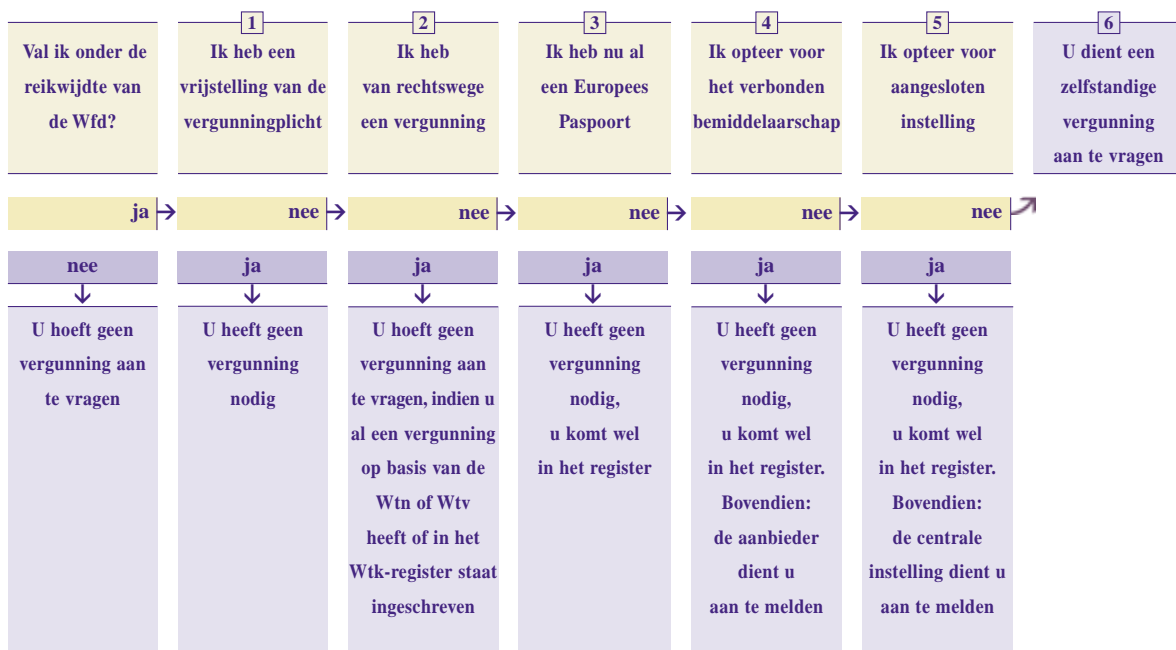 Val ik onder de
reikwijdte van
de Wfd?
1
Ik heb een
vrijstelling van de
vergunningplicht
2
Ik heb
van rechtswege
een vergunning
3
Ik heb nu al
een Europees
Paspoort
4
Ik opteer voor
het verbonden
bemiddelaarschap
5
Ik opteer voor
aangesloten
instelling
6
U dient een
zelfstandige
vergunning
aan te vragen
ja
nee
nee
nee
nee
nee
nee
ja
ja
ja
ja
ja
U hoeft geen
vergunning aan
te vragen
U heeft geen
vergunning
nodig
U hoeft geen
vergunning aan
te vragen, indien u
al een vergunning
op basis van de
Wtn of Wtv
heeft of in het
Wtk-register staat
ingeschreven
U heeft geen
vergunning
nodig,
u komt wel
in het register
U heeft geen
vergunning
nodig,
u komt wel
in het register.
Bovendien:
de aanbieder
dient u
aan te melden
U heeft geen
vergunning
nodig,
u komt wel
in het register.
Bovendien:
de centrale
instelling dient u
aan te melden